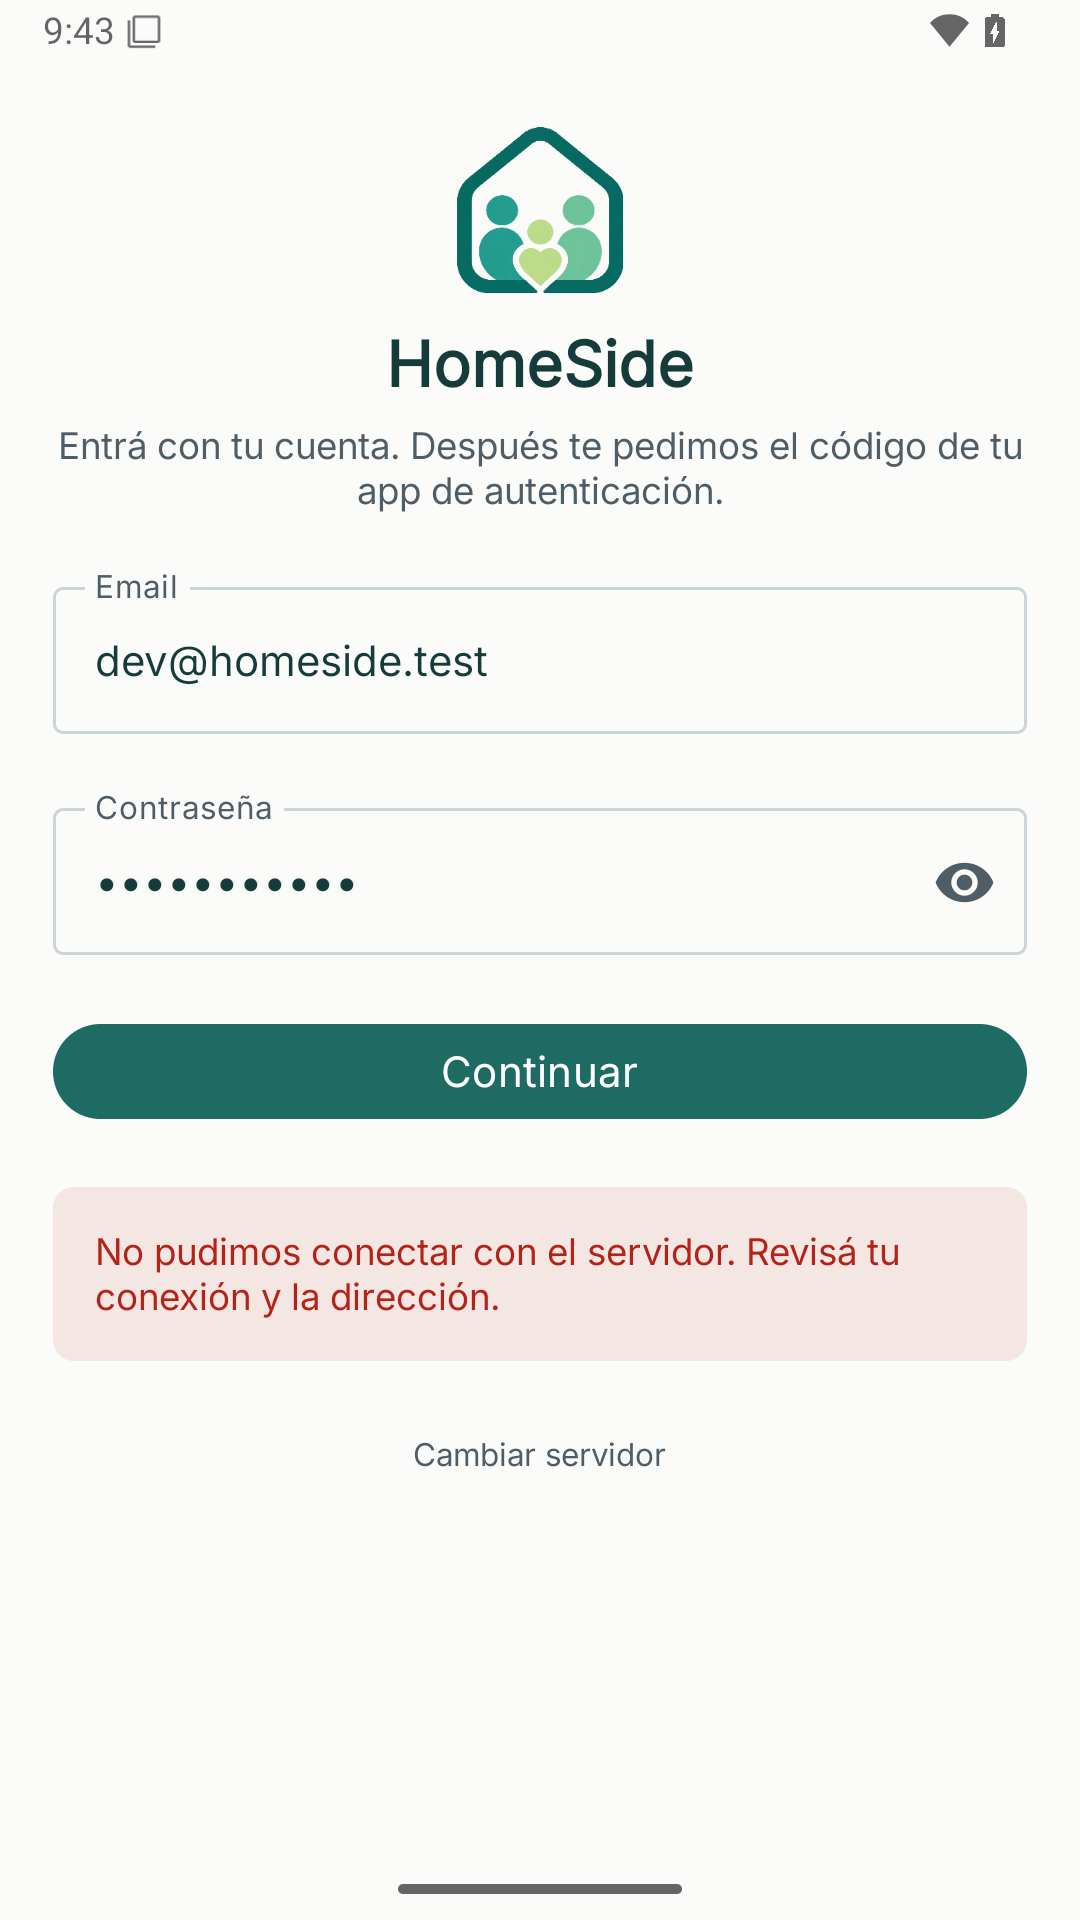 9:43
HomeSide
Entrá con tu cuenta. Después te pedimos el código de tu
app de autenticación.
Email
dev@homeside.test
Contraseña
•••••••••••
Continuar
No pudimos conectar con el servidor. Revisá tu
conexión y la dirección.
Cambiar servidor